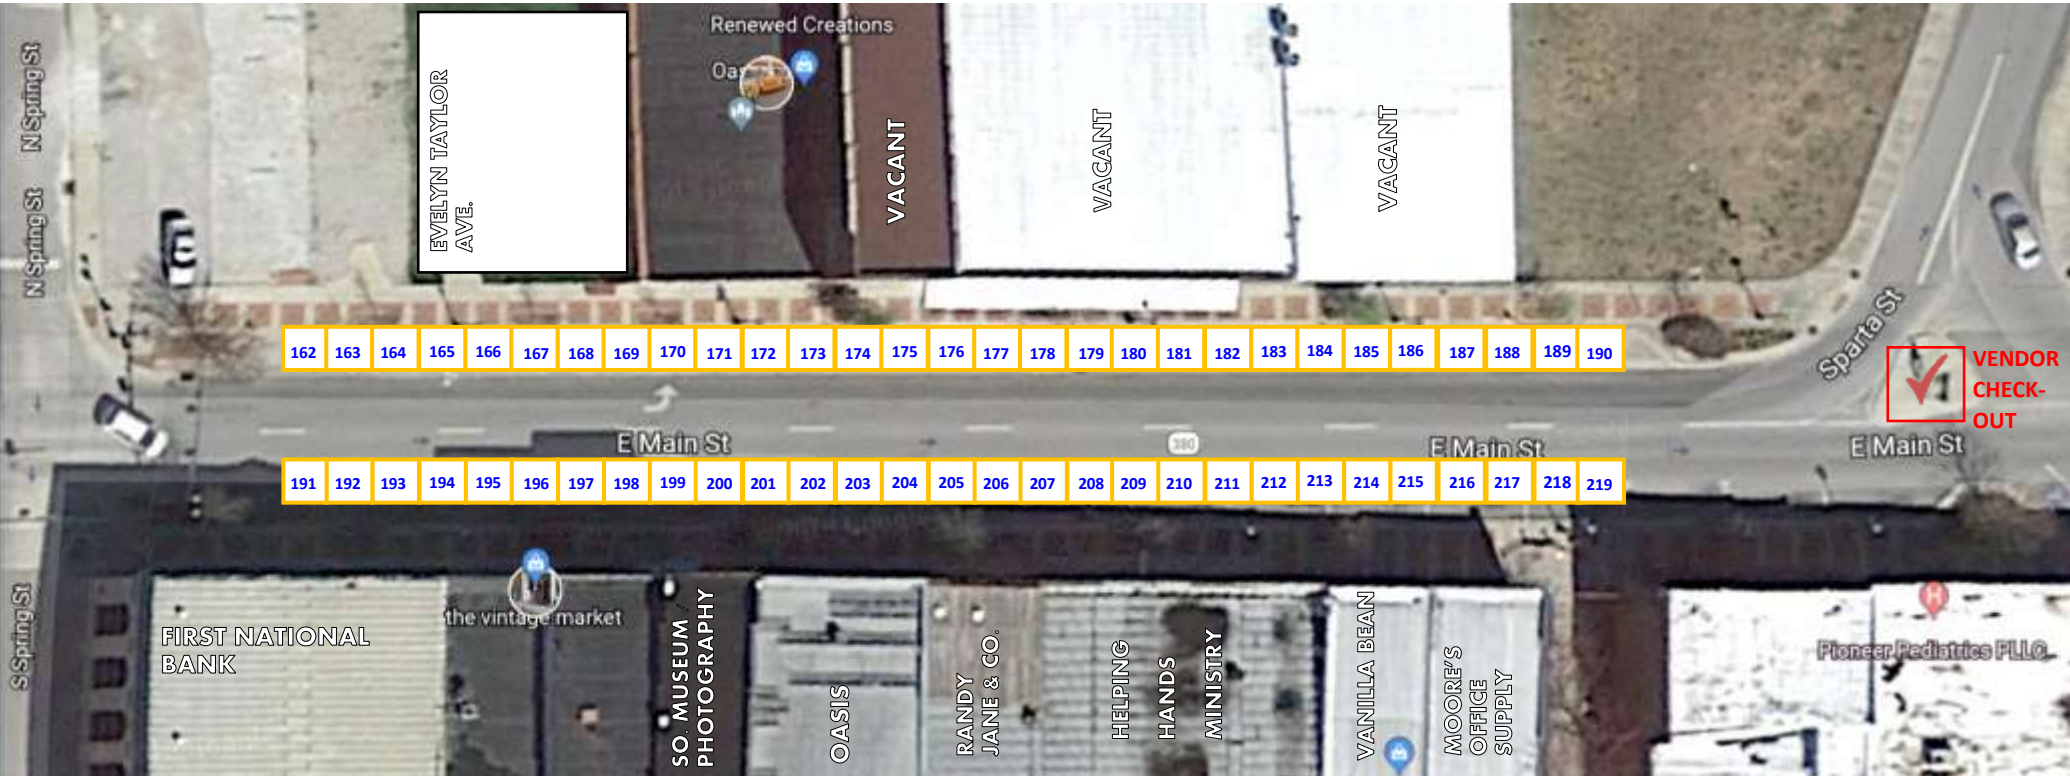 Renewed Creations
Oas
N Spring St
N Spring St
EVELYN TAYLOR
AVE.
VACANT
VACANT
VACANT
162 163 164 165 166 167 168 169 170 171 172 173 174 175 176 177 178 179 180 181 182 183 184 185 186 187 188 189 190
Sparta St
VENDOR
CHECK-
OUT
E Main St
380
E Main St
E Main St
191 192 193 194 195 196 197 198 199 200 201 202 203 204 205 206 207 208 209 210 211 212 213 214 215 216 217 218 219
S Spring St
FIRST NATIONAL
BANK
the vintage market
SO. MUSEUM /
PHOTOGRAPHY
OASIS
RANDY
JANE & CO.
HELPING
HANDS
MINISTRY
VANILLA BEAN
MOORE'S
OFFICE
SUPPLY
H
Pioneer Pediatrics PLLC